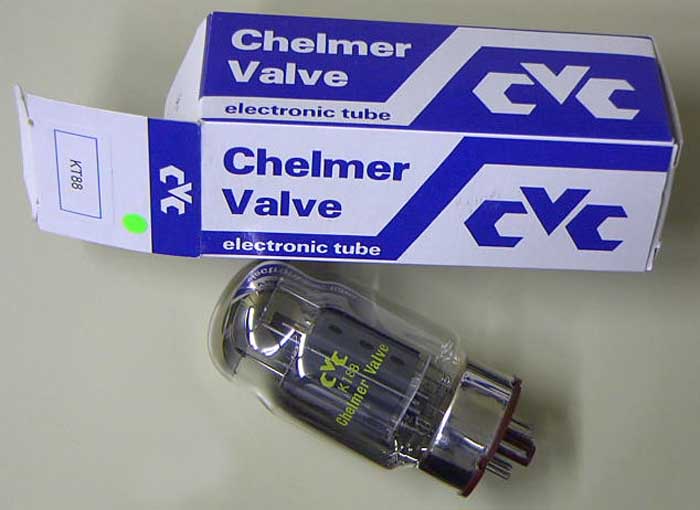 Chelmer
Valve
CVC
electronic tube
KT88
CVC
Chelmer
Valve
CVC
electronic tube
CVC
KT88
Chelmer Valve